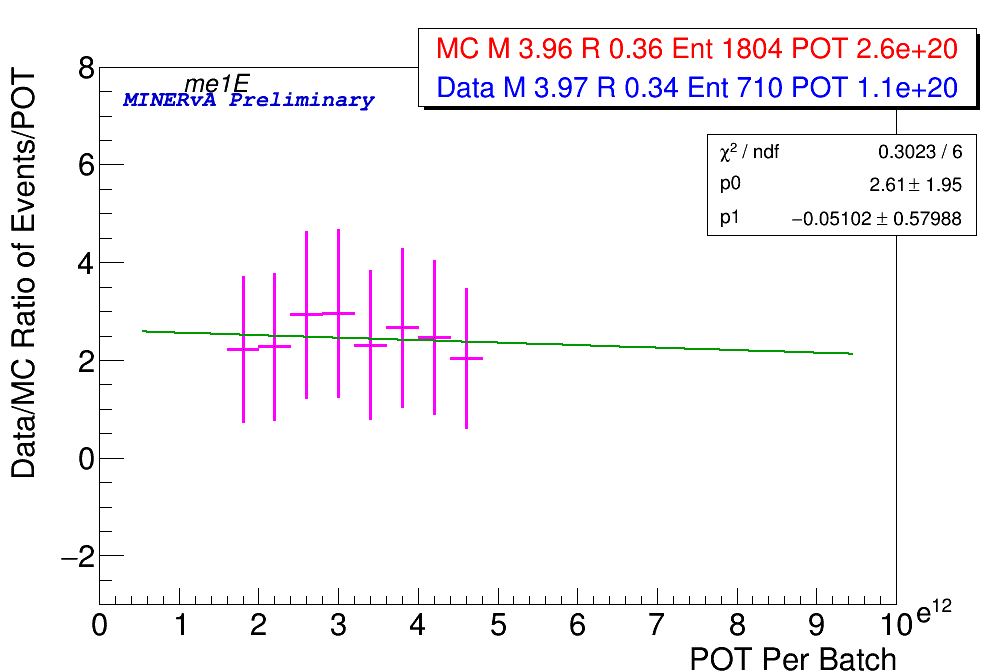 MC M 3.96 R 0.36 Ent 1804 POT 2.6e+20
Data M 3.97 R 0.34 Ent 710 POT 1.1e+20
me1E
MINERvA Preliminary
χ² / ndf 0.3023 / 6
p0 2.61 ± 1.95
p1 −0.05102 ± 0.57988
Data/MC Ratio of Events/POT
8
6
4
2
0
−2
0 1 2 3 4 5 6 7 8 9 10 e12
POT Per Batch